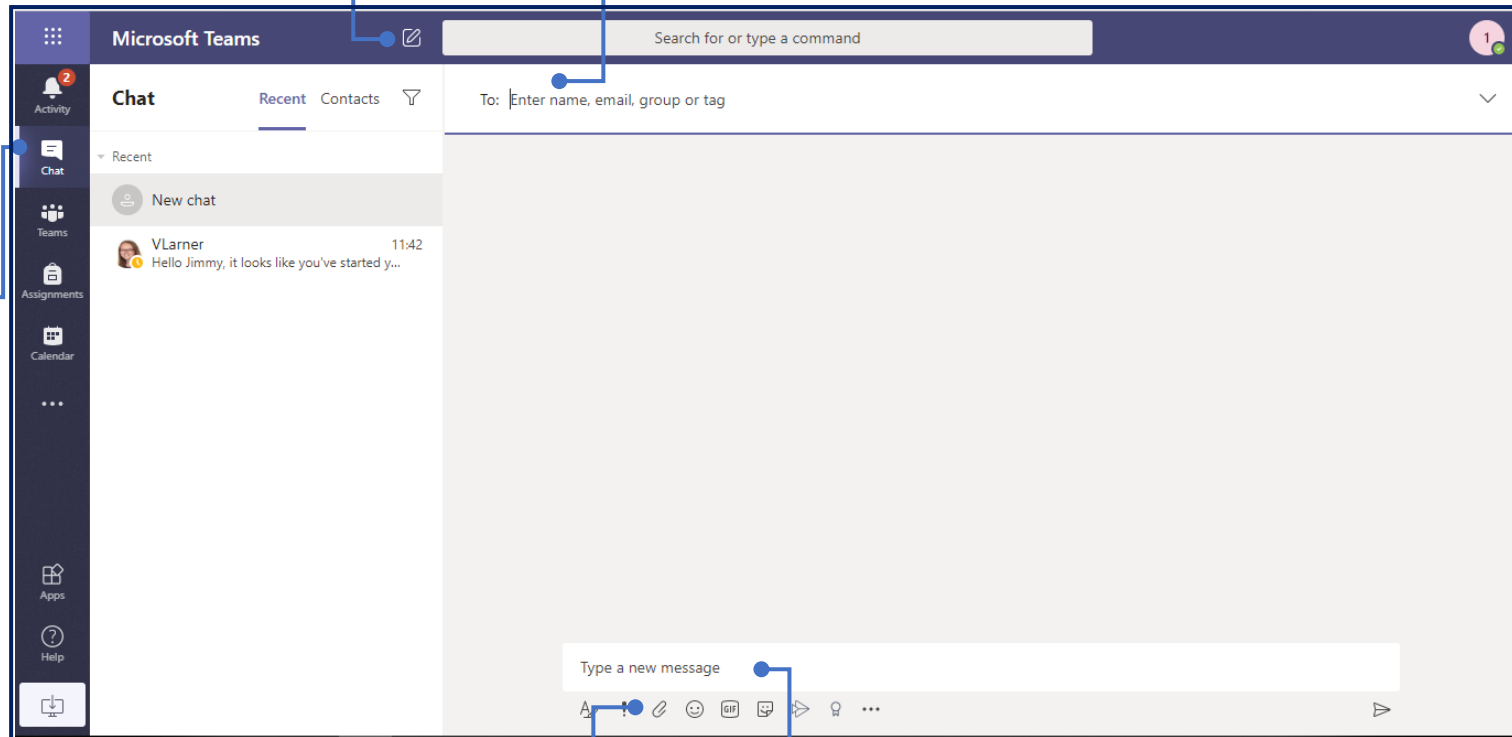 Microsoft Teams
Search for or type a command
1
2
Activity
Chat
Teams
Assignments
Calendar
Apps
Help
Chat
Recent Contacts
Recent
New chat
VLarner 11:42
Hello Jimmy, it looks like you've started y...
To: Enter name, email, group or tag
Type a new message
GIF